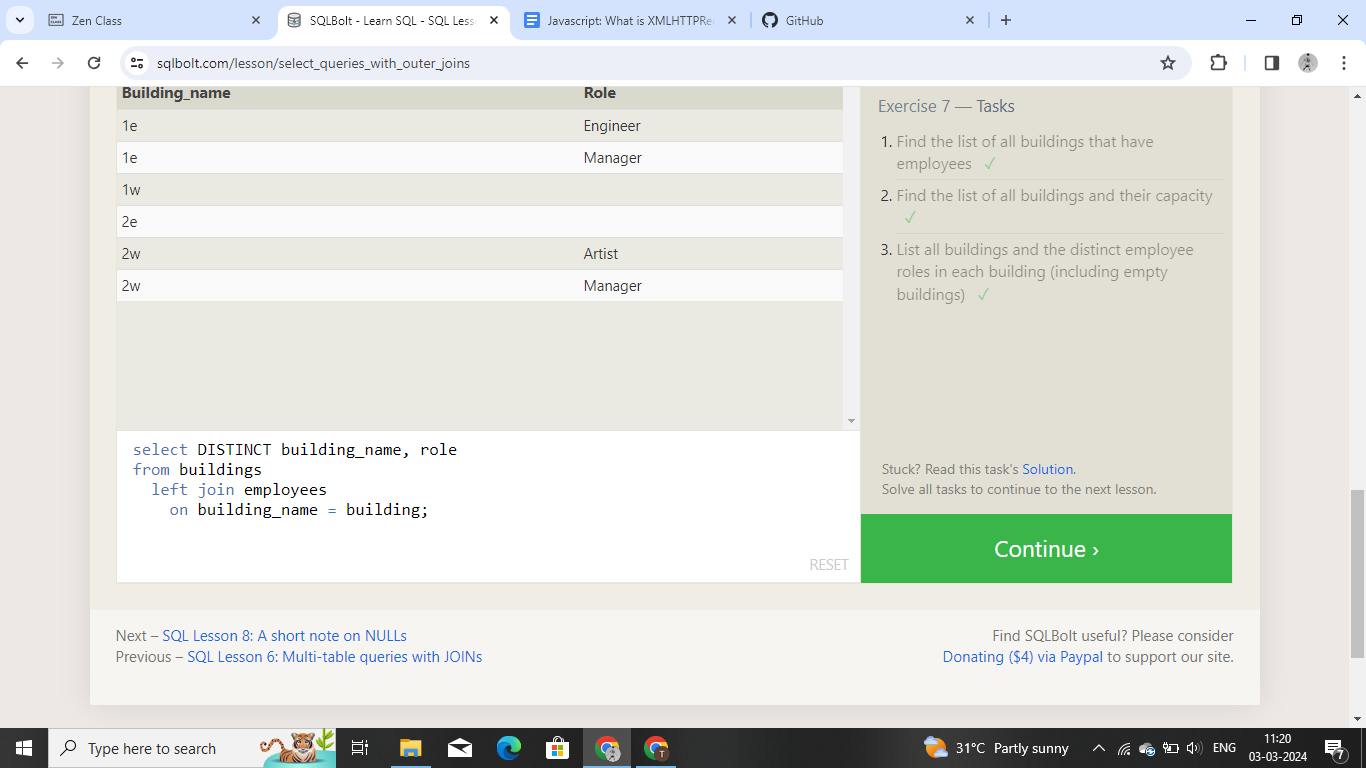 Zen Class
SQLBolt - Learn SQL - SQL Less
Javascript: What is XMLHTTPRe
GitHub
sqlbolt.com/lesson/select_queries_with_outer_joins
Building_name Role
1e Engineer
1e Manager
1w
2e
2w Artist
2w Manager
select DISTINCT building_name, role
from buildings
left join employees
on building_name = building;
RESET
Exercise 7 — Tasks
1. Find the list of all buildings that have
employees ✓
2. Find the list of all buildings and their capacity
✓
3. List all buildings and the distinct employee
roles in each building (including empty
buildings) ✓
Stuck? Read this task's Solution.
Solve all tasks to continue to the next lesson.
Continue ›
Next – SQL Lesson 8: A short note on NULLs
Previous – SQL Lesson 6: Multi-table queries with JOINs
Find SQLBolt useful? Please consider
Donating ($4) via Paypal to support our site.
Type here to search
31°C Partly sunny
ENG
11:20
03-03-2024
7